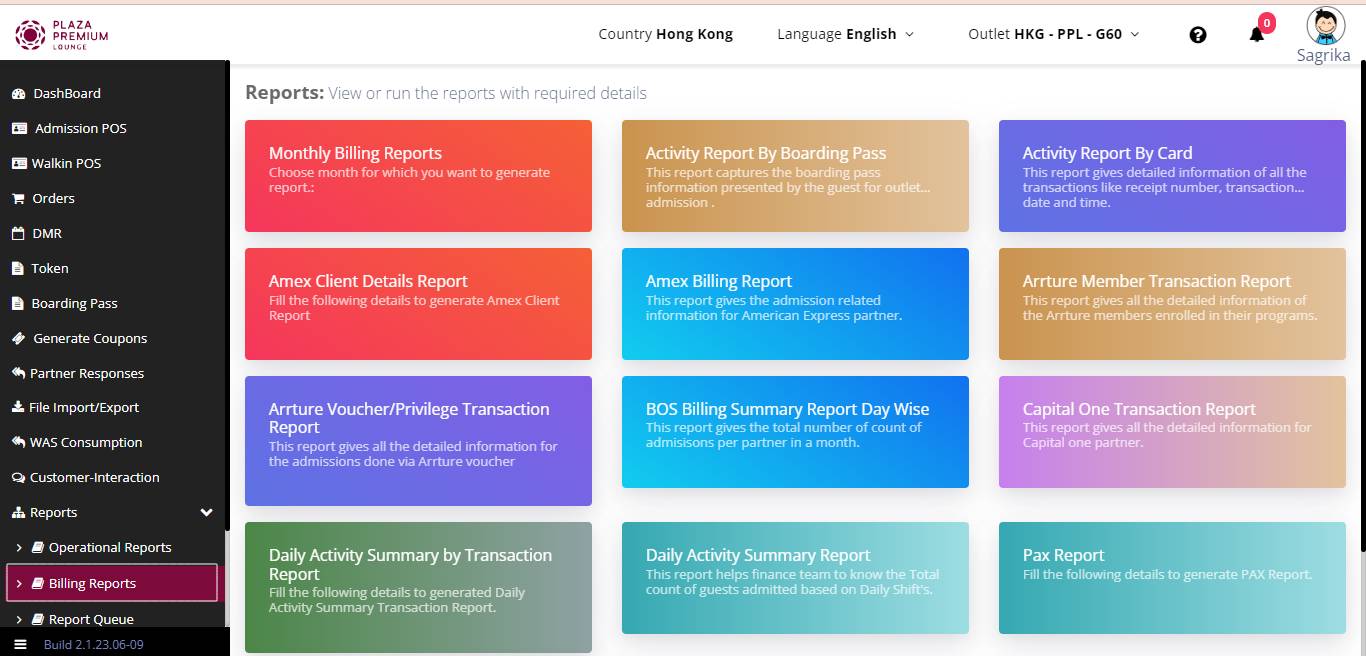 PLAZA
PREMIUM
LOUNGE
Country Hong Kong
Language English
Outlet HKG - PPL - G60
0
Sagrika
DashBoard
Admission POS
Walkin POS
Orders
DMR
Token
Boarding Pass
Generate Coupons
Partner Responses
File Import/Export
WAS Consumption
Customer-Interaction
Reports
Operational Reports
Billing Reports
Report Queue
Build 2.1.23.06-09
Reports: View or run the reports with required details
Monthly Billing Reports
Choose month for which you want to generate
report.:
Activity Report By Boarding Pass
This report captures the boarding pass
information presented by the guest for outlet...
admission .
Activity Report By Card
This report gives detailed information of all the
transactions like receipt number, transaction...
date and time.
Amex Client Details Report
Fill the following details to generate Amex Client
Report
Amex Billing Report
This report gives the admission related
information for American Express partner.
Arrture Member Transaction Report
This report gives all the detailed information of
the Arrture members enrolled in their programs.
Arrture Voucher/Privilege Transaction
Report
This report gives all the detailed information for
the admissions done via Arrture voucher
BOS Billing Summary Report Day Wise
This report gives the total number of count of
admisisons per partner in a month.
Capital One Transaction Report
This report gives all the detailed information for
Capital one partner.
Daily Activity Summary by Transaction
Report
Fill the following details to generated Daily
Activity Summary Transaction Report.
Daily Activity Summary Report
This report helps finance team to know the Total
count of guests admitted based on Daily Shift's.
Pax Report
Fill the following details to generate PAX Report.